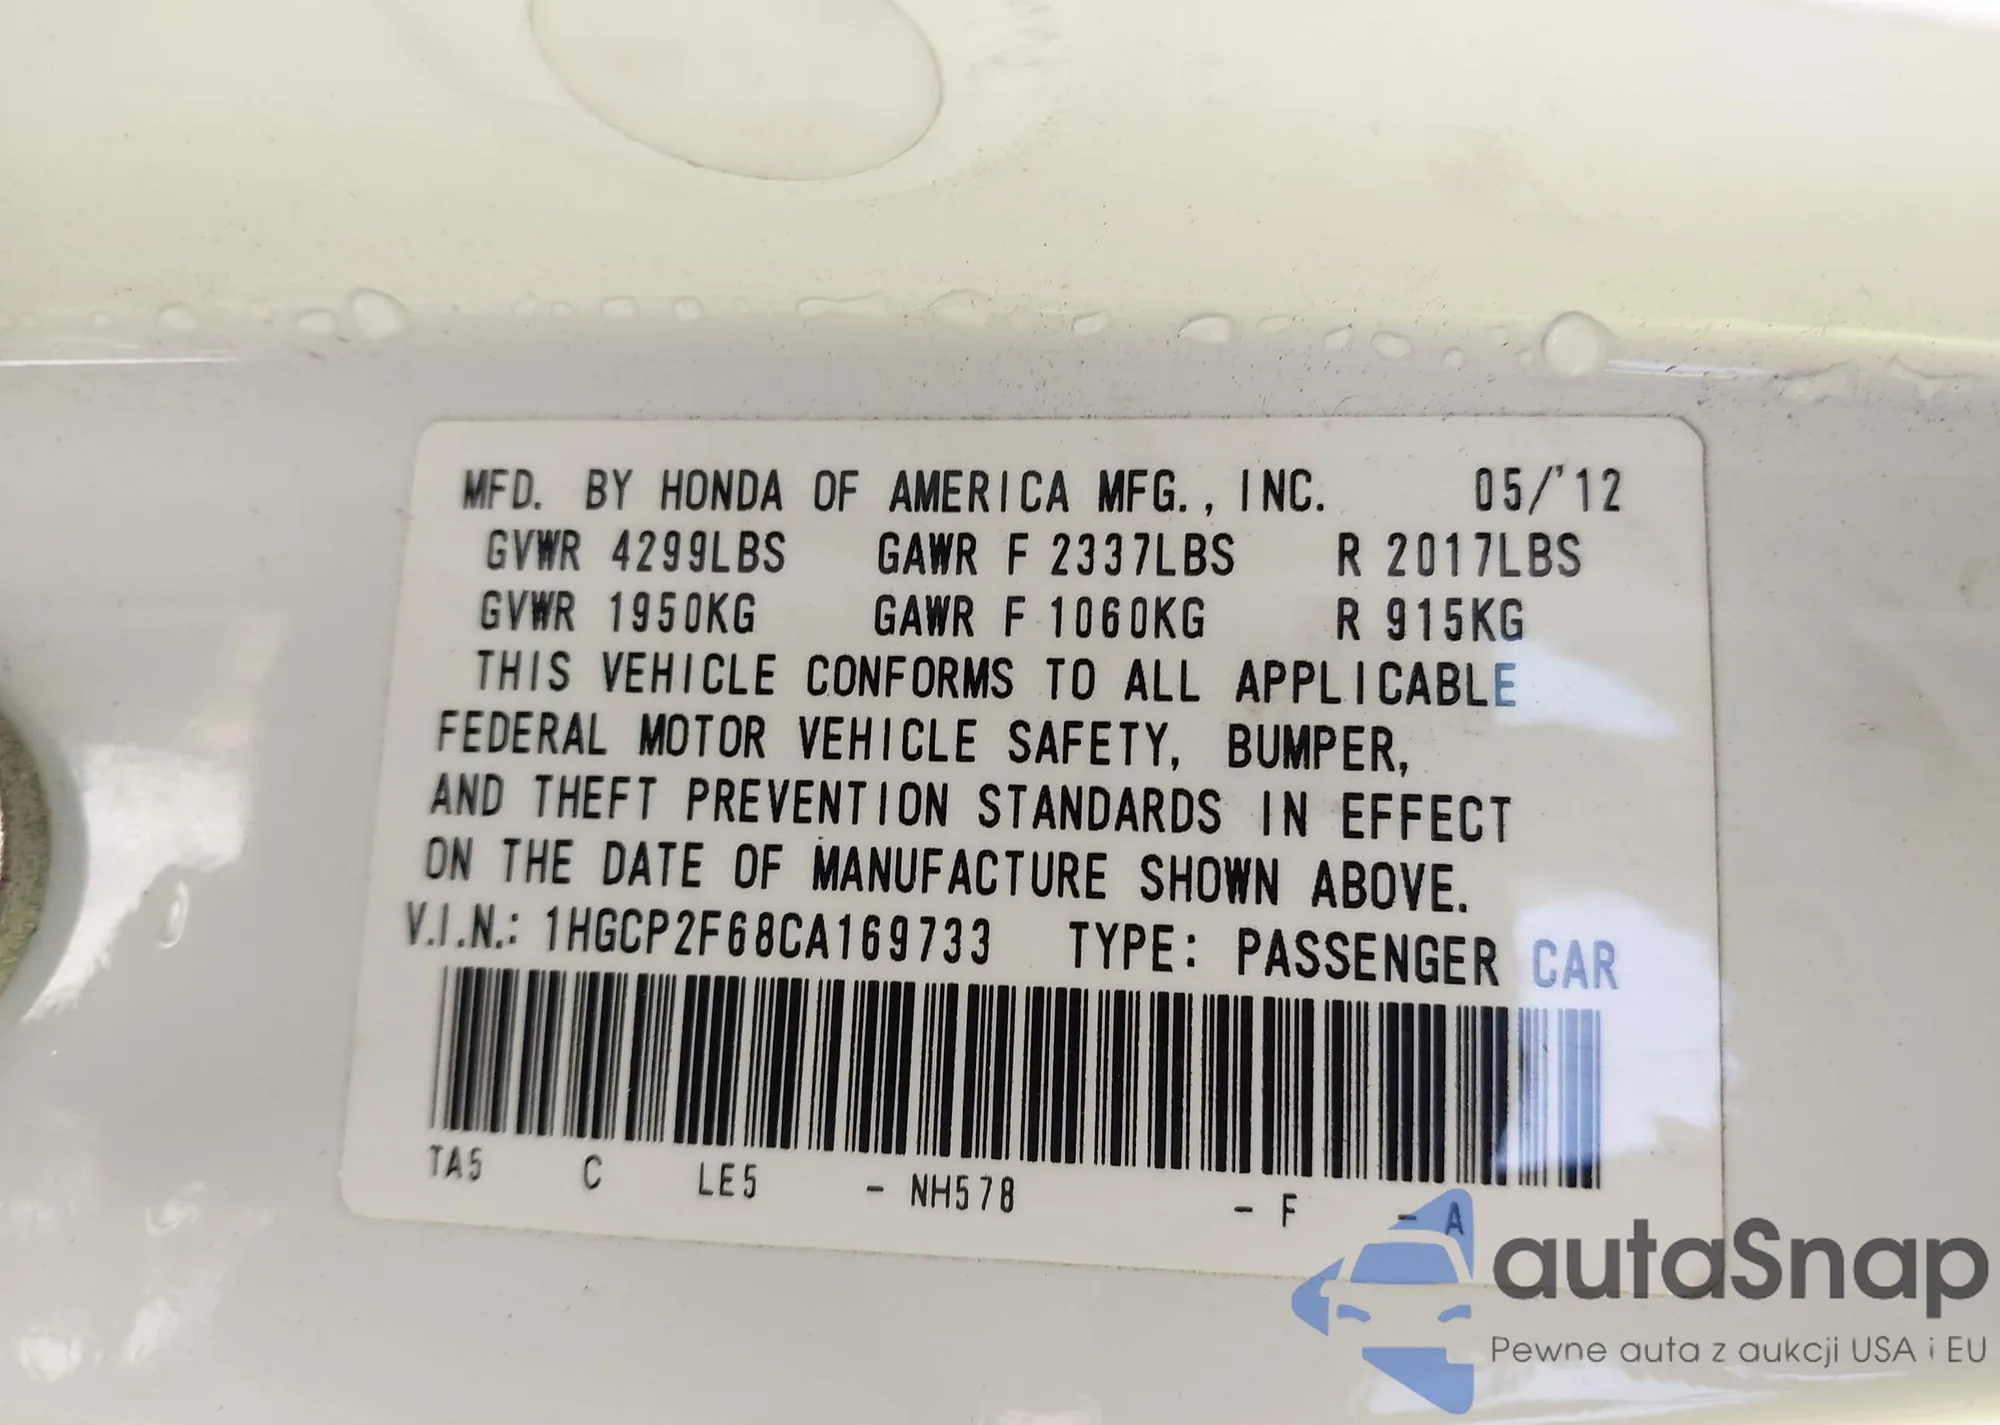 MFD. BY HONDA OF AMERICA MFG., INC. 05/'12
GVWR 4299LBS GAWR F 2337LBS R 2017LBS
GVWR 1950KG GAWR F 1060KG R 915KG
THIS VEHICLE CONFORMS TO ALL APPLICABLE
FEDERAL MOTOR VEHICLE SAFETY, BUMPER,
AND THEFT PREVENTION STANDARDS IN EFFECT
ON THE DATE OF MANUFACTURE SHOWN ABOVE.
V.I.N.: 1HGCP2F68CA169733 TYPE: PASSENGER CAR
TA5 C LE5 - NH578 - F - A
autaSnap
Pewne auta z aukcji USA i EU